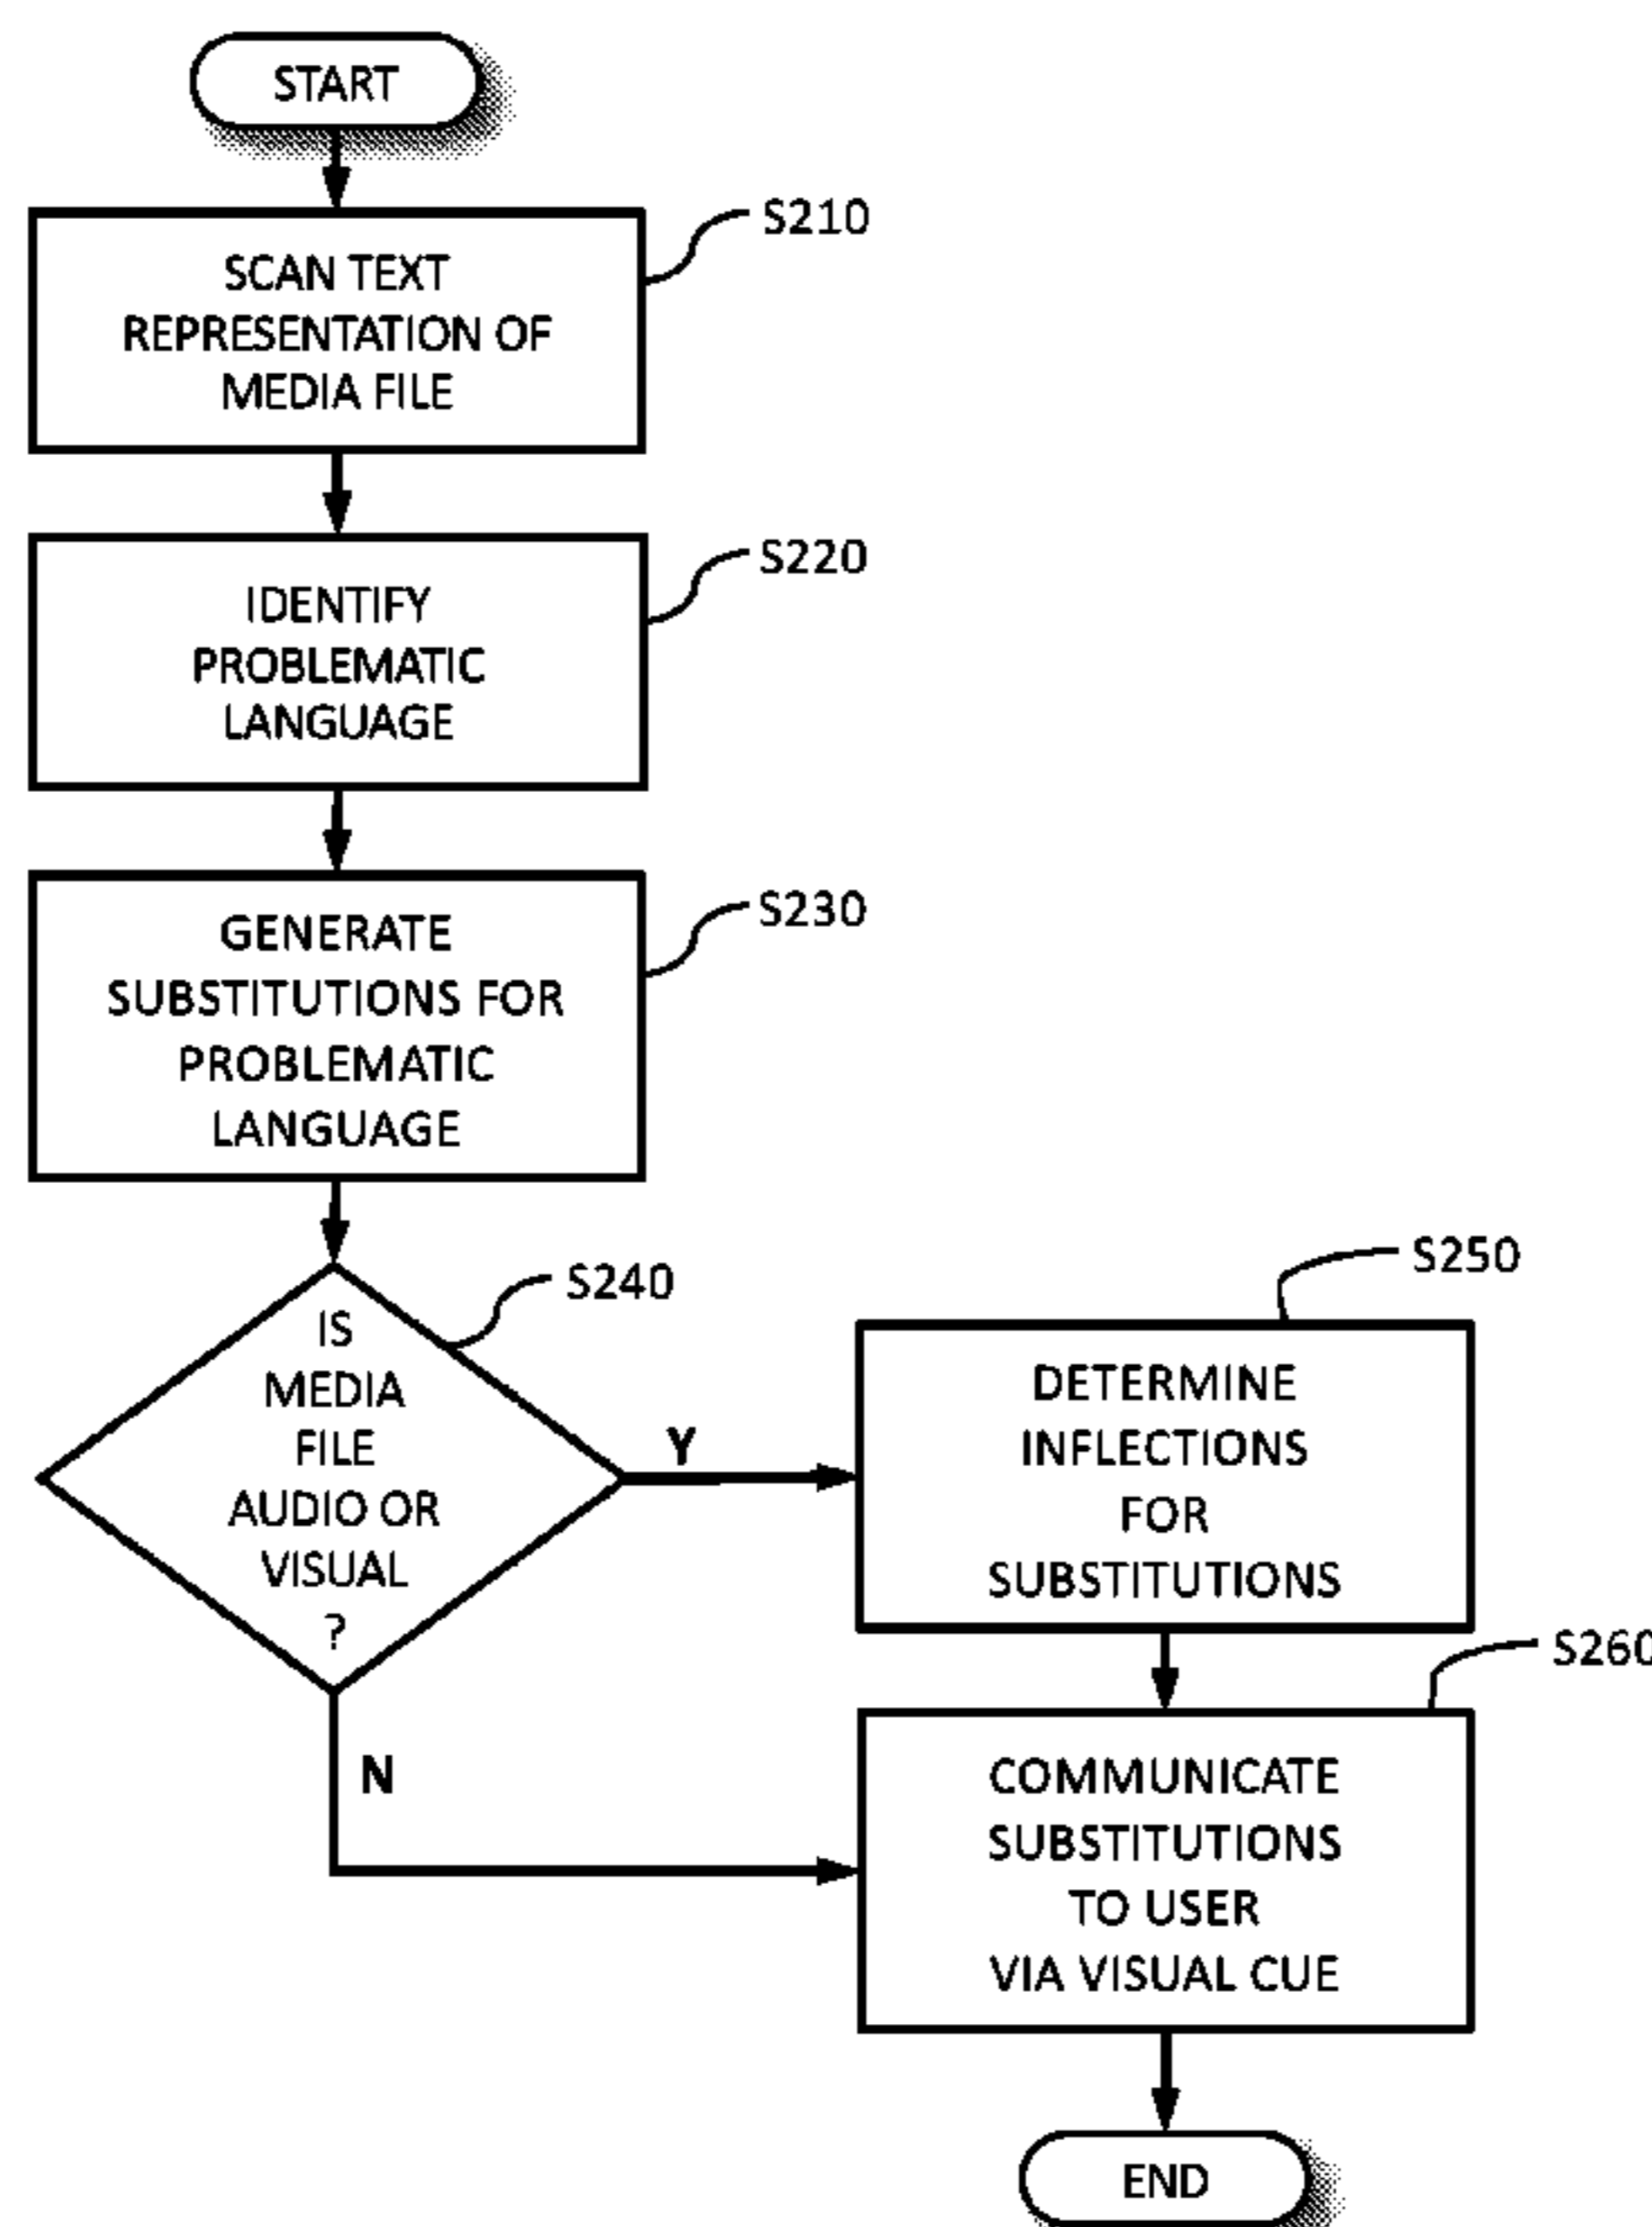 START
S210
SCAN TEXT
REPRESENTATION OF
MEDIA FILE
S220
IDENTIFY
PROBLEMATIC
LANGUAGE
S230
GENERATE
SUBSTITUTIONS FOR
PROBLEMATIC
LANGUAGE
S240
IS
MEDIA
FILE
AUDIO OR
VISUAL
?
Y
N
S250
DETERMINE
INFLECTIONS
FOR
SUBSTITUTIONS
S260
COMMUNICATE
SUBSTITUTIONS
TO USER
VIA VISUAL CUE
END